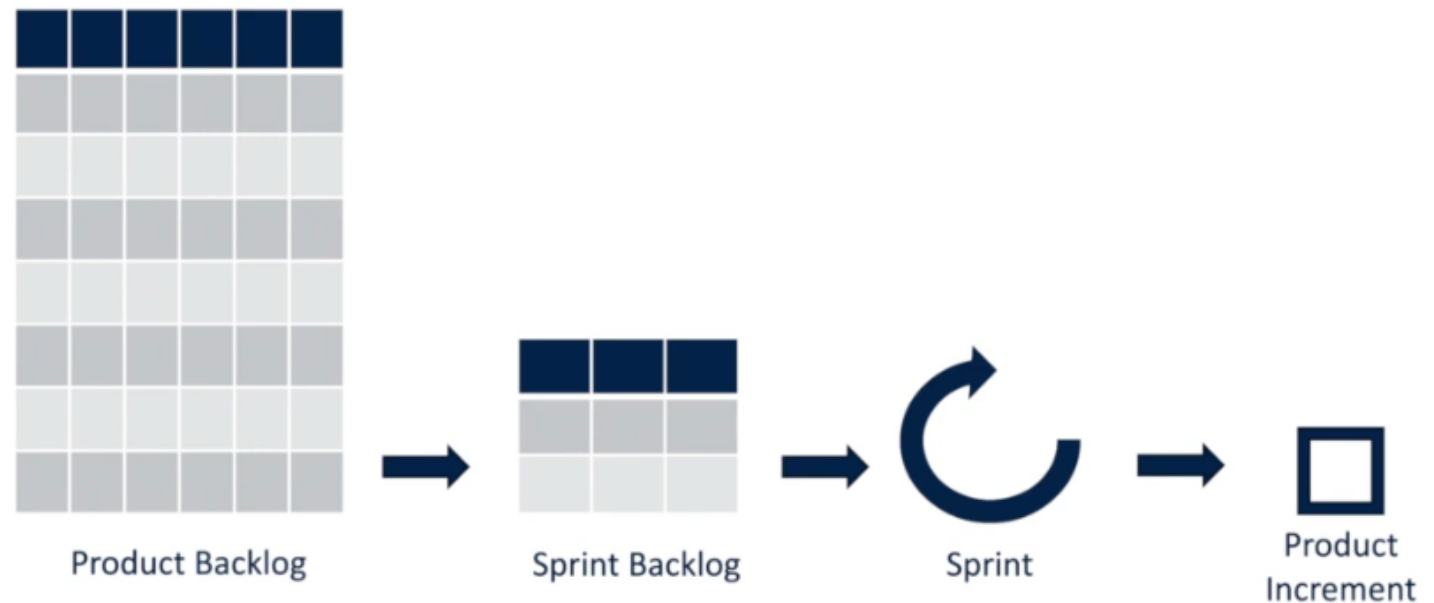 Product Backlog
Sprint Backlog
Sprint
Product
Increment